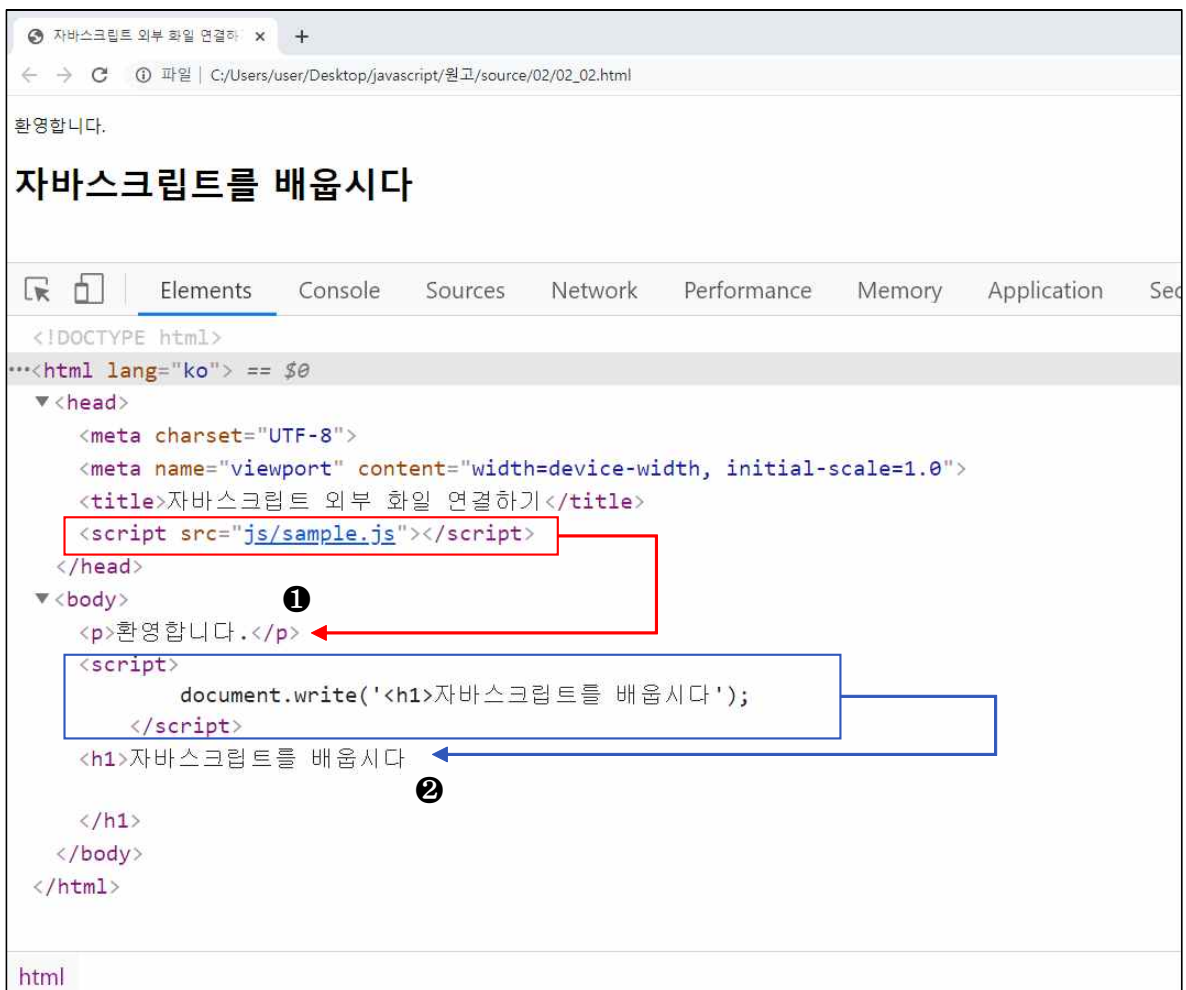 자바스크립트 외부 화일 연결하 × +
파일 | C:/Users/user/Desktop/javascript/원고/source/02/02_02.html
환영합니다.
자바스크립트를 배웁시다
Elements Console Sources Network Performance Memory Application Sec
<!DOCTYPE html>
···<html lang="ko"> == $0
▼<head>
<meta charset="UTF-8">
<meta name="viewport" content="width=device-width, initial-scale=1.0">
<title>자바스크립트 외부 화일 연결하기</title>
<script src="js/sample.js"></script>
</head>
▼<body>
❶
<p>환영합니다.</p>
<script>
document.write('<h1>자바스크립트를 배웁시다');
</script>
<h1>자바스크립트를 배웁시다
❷
</h1>
</body>
</html>
html